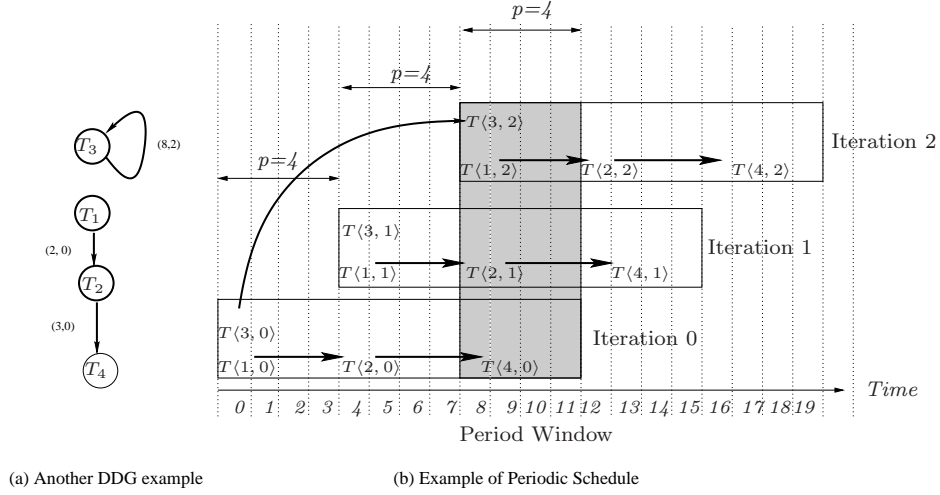 p=4
p=4
p=4
T⟨3, 2⟩
Iteration 2
T⟨1, 2⟩ T⟨2, 2⟩ T⟨4, 2⟩
T⟨3, 1⟩
Iteration 1
T⟨1, 1⟩ T⟨2, 1⟩ T⟨4, 1⟩
T⟨3, 0⟩
Iteration 0
T⟨1, 0⟩ T⟨2, 0⟩ T⟨4, 0⟩
Time
0 1 2 3 4 5 6 7 8 9 10 11 12 13 14 15 16 17 18 19
Period Window
T3
(8,2)
T1
(2, 0)
T2
(3,0)
T4
(a) Another DDG example
(b) Example of Periodic Schedule